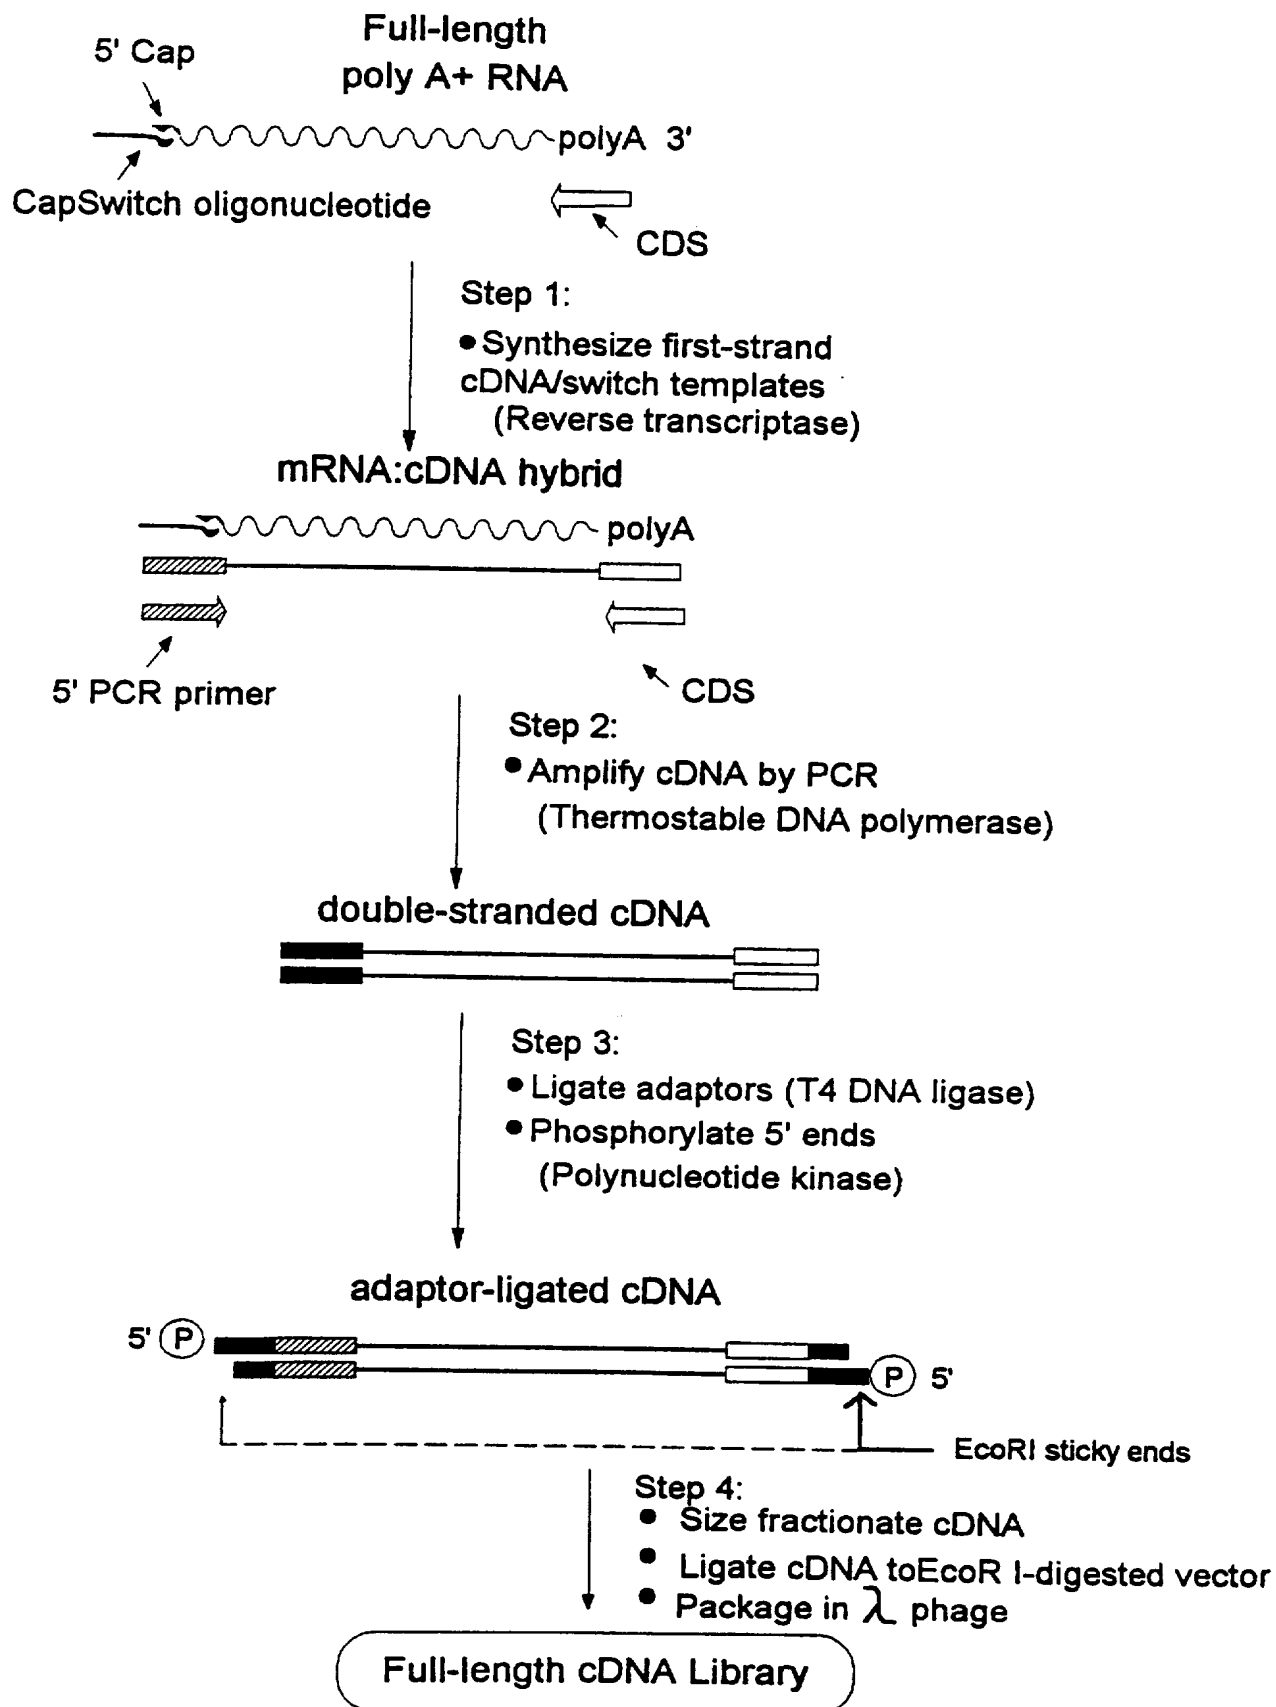 Full-length
poly A+ RNA
5' Cap
polyA 3'
CapSwitch oligonucleotide
CDS
Step 1:
● Synthesize first-strand
cDNA/switch templates
(Reverse transcriptase)
mRNA:cDNA hybrid
polyA
5' PCR primer
CDS
Step 2:
● Amplify cDNA by PCR
(Thermostable DNA polymerase)
double-stranded cDNA
Step 3:
● Ligate adaptors (T4 DNA ligase)
● Phosphorylate 5' ends
(Polynucleotide kinase)
adaptor-ligated cDNA
5' P
P 5'
EcoRI sticky ends
Step 4:
● Size fractionate cDNA
● Ligate cDNA toEcoR I-digested vector
● Package in λ phage
Full-length cDNA Library